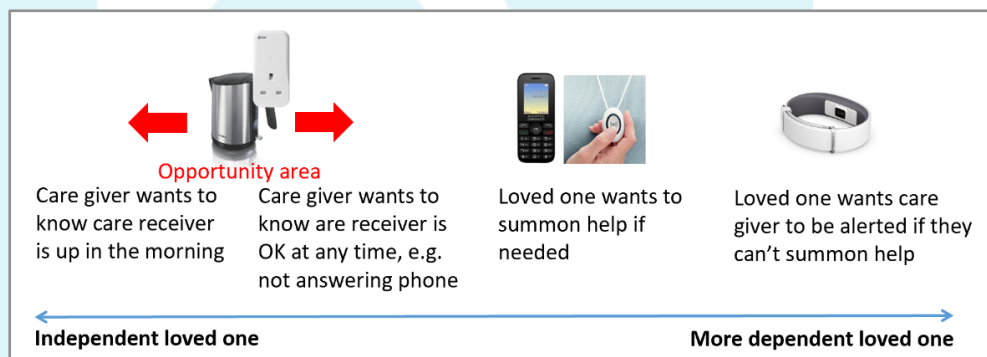 Opportunity area
Care giver wants to
know care receiver
is up in the morning
Care giver wants to
know are receiver is
OK at any time, e.g.
not answering phone
Loved one wants to
summon help if
needed
Loved one wants care
giver to be alerted if they
can't summon help
Independent loved one
More dependent loved one